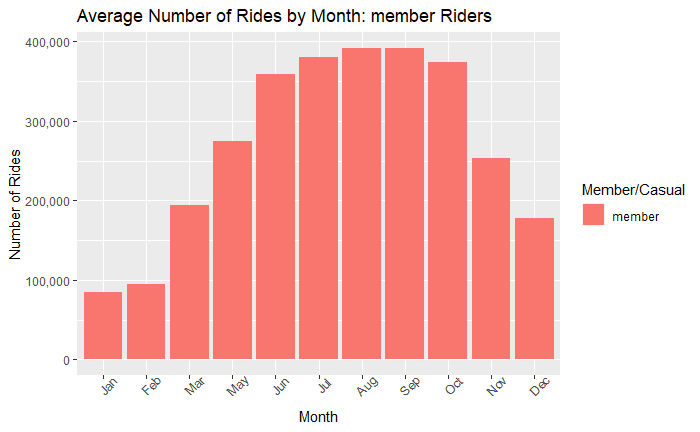 Average Number of Rides by Month: member Riders
400,000
300,000
200,000
100,000
0
Number of Rides
Jan Feb Mar May Jun Jul Aug Sep Oct Nov Dec
Month
Member/Casual
member